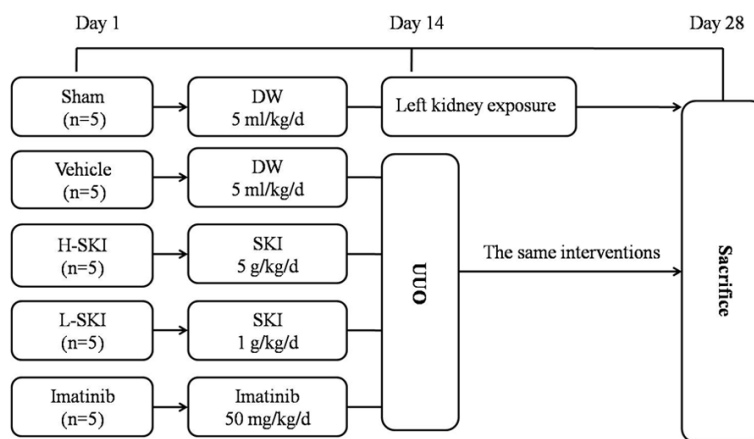 Day 1
Day 14
Day 28
Sham
(n=5)
DW
5 ml/kg/d
Left kidney exposure
Vehicle
(n=5)
DW
5 ml/kg/d
H-SKI
(n=5)
SKI
5 g/kg/d
L-SKI
(n=5)
SKI
1 g/kg/d
Imatinib
(n=5)
Imatinib
50 mg/kg/d
UUO
The same interventions
Sacrifice